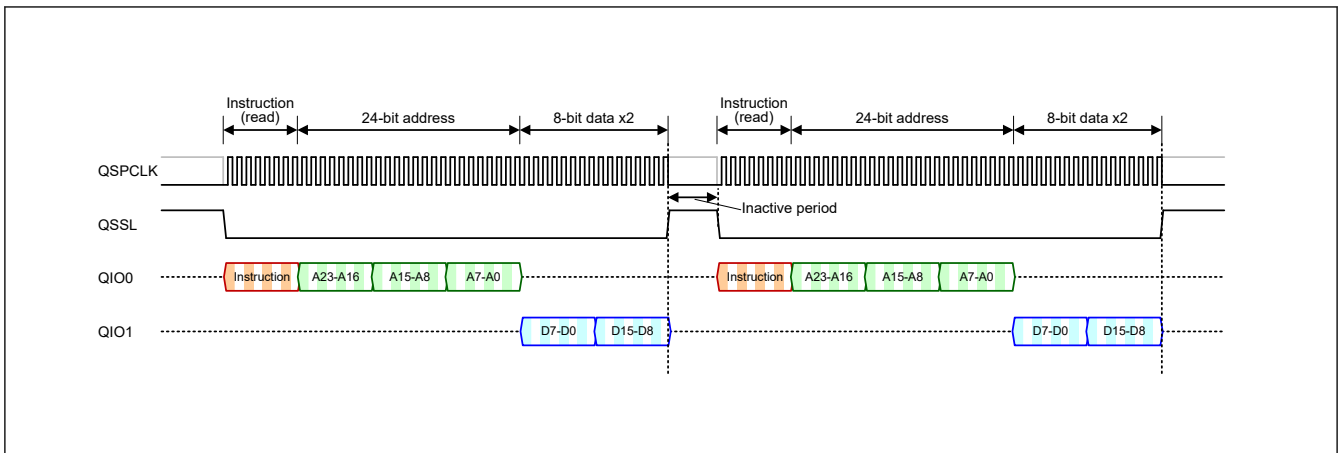 Instruction
(read)
24-bit address
8-bit data x2
Instruction
(read)
24-bit address
8-bit data x2
QSPCLK
Inactive period
QSSL
QIO0
Instruction
A23-A16
A15-A8
A7-A0
Instruction
A23-A16
A15-A8
A7-A0
QIO1
D7-D0
D15-D8
D7-D0
D15-D8